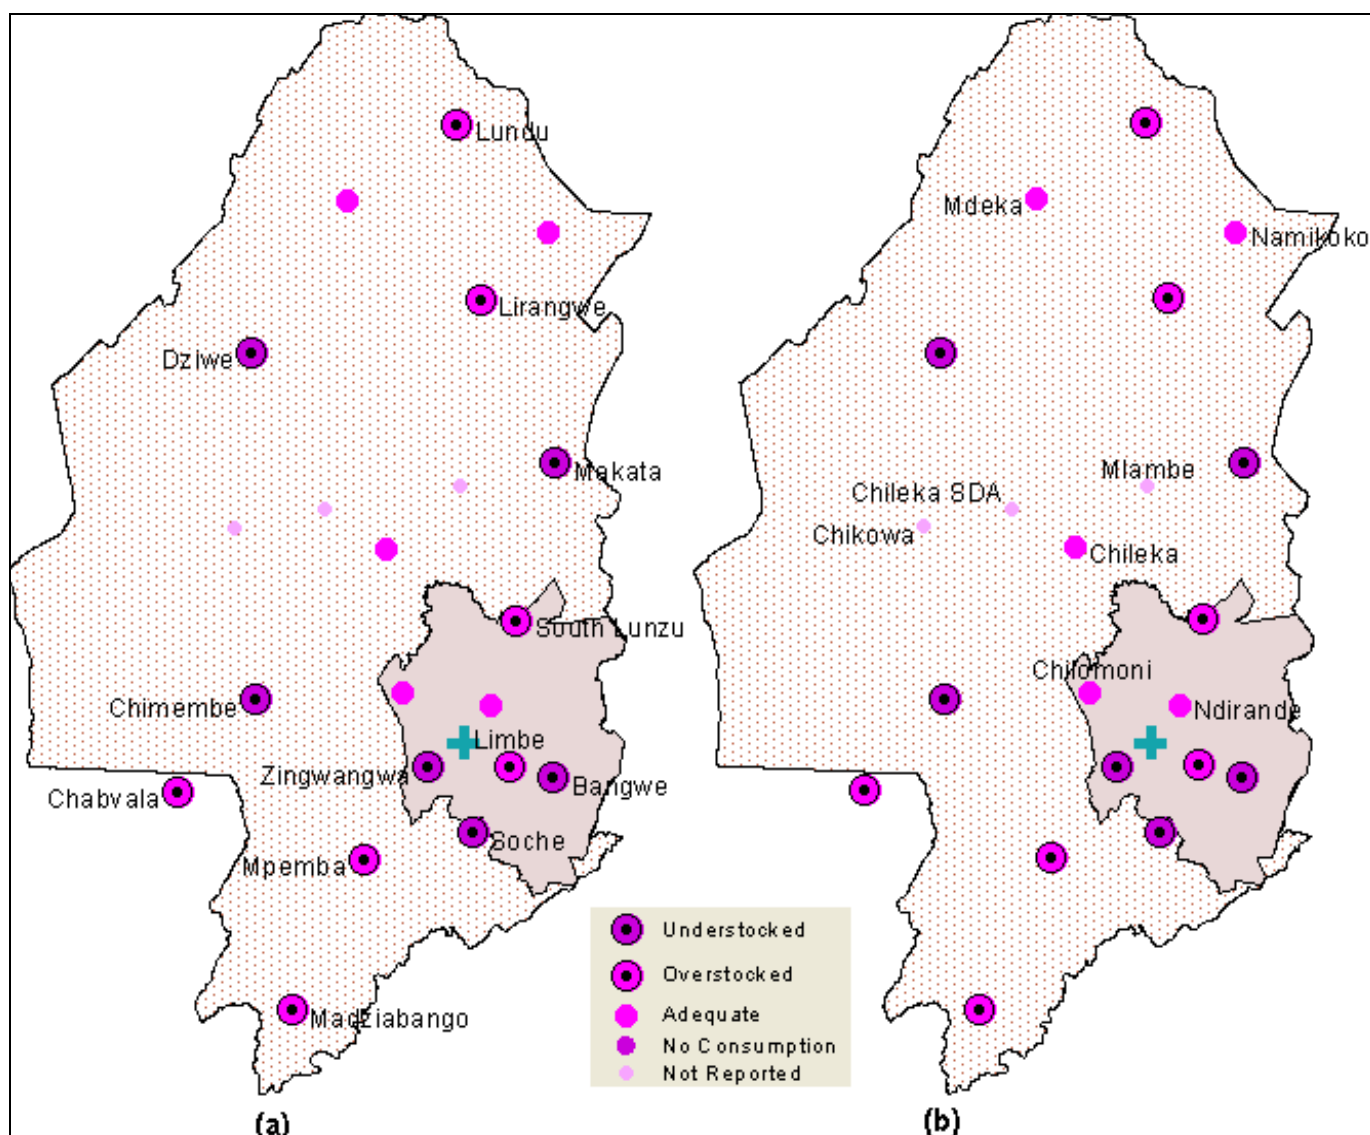 Lundu
Lirangwe
Dziwe
Makata
South Lunzu
Chimembe
Limbe
Zingwangwa
Bangwe
Chabvala
Soche
Mpemba
Madziabango
(a)
Mdeka
Namikoko
Mlambe
Chileka SDA
Chikowa
Chileka
Chilomoni
Ndirande
(b)
Understocked
Overstocked
Adequate
No Consumption
Not Reported